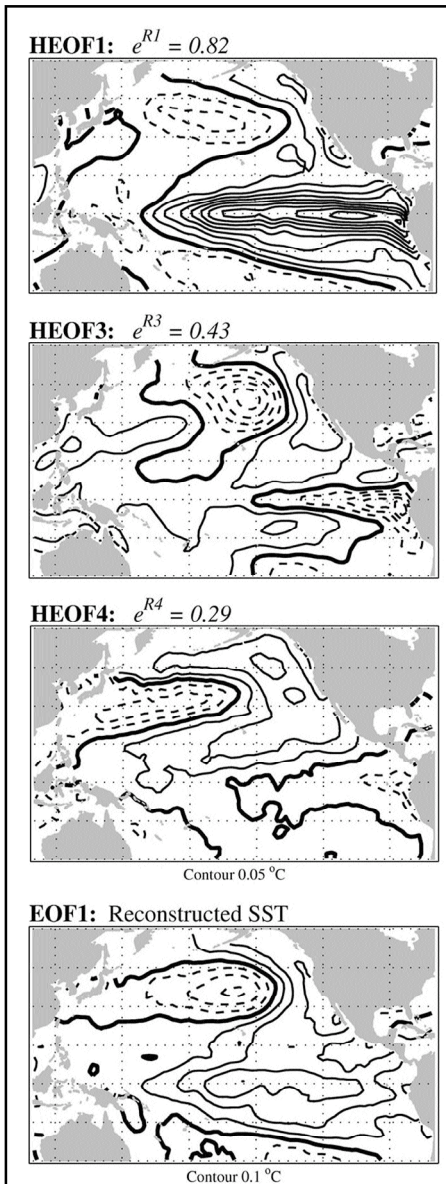 HEOF1: e^{R1} = 0.82
HEOF3: e^{R3} = 0.43
HEOF4: e^{R4} = 0.29
Contour 0.05 °C
EOF1: Reconstructed SST
Contour 0.1 °C